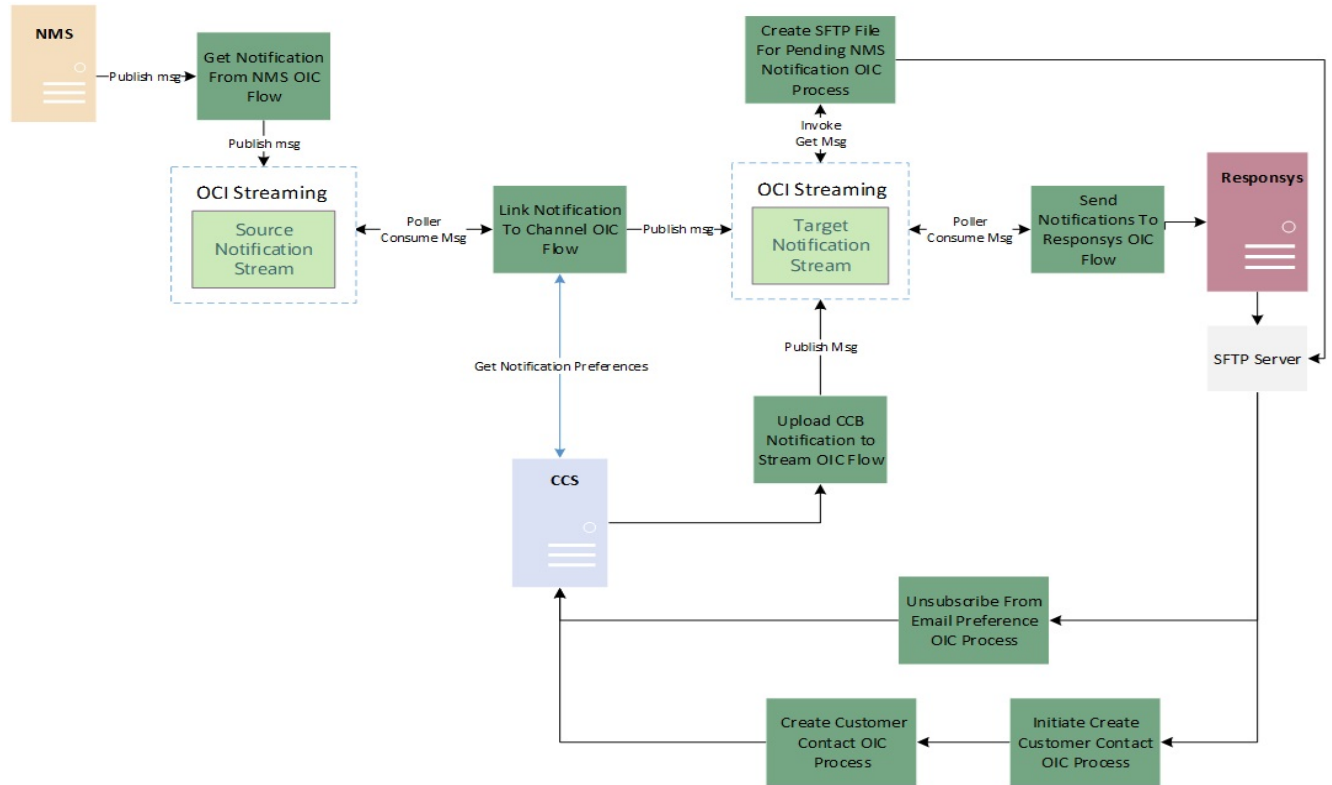 NMS
Publish msg
Get Notification
From NMS OIC
Flow
Publish msg
OCI Streaming
Source
Notification
Stream
Poller
Consume Msg
Link Notification
To Channel OIC
Flow
Publish msg
Create SFTP File
For Pending NMS
Notification OIC
Process
Invoke
Get Msg
OCI Streaming
Target
Notification
Stream
Poller
Consume Msg
Send
Notifications To
Responsys OIC
Flow
Responsys
SFTP Server
Get Notification Preferences
Publish Msg
Upload CCB
Notification to
Stream OIC Flow
CCS
Unsubscribe From
Email Preference
OIC Process
Create Customer
Contact OIC
Process
Initiate Create
Customer Contact
OIC Process